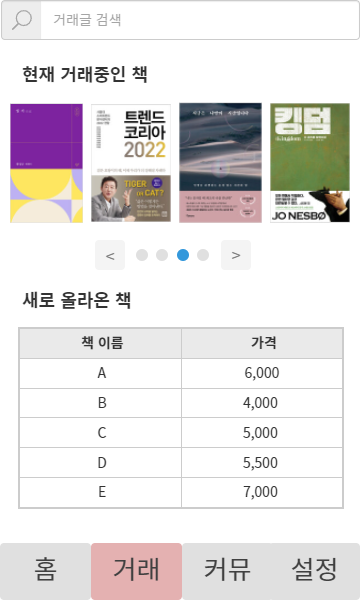 거래글 검색
현재 거래중인 책
트렌드
코리아
2022
TIGER
or CAT?
킹덤
JO NESBØ
<
>
새로 올라온 책
책 이름 가격
A 6,000
B 4,000
C 5,000
D 5,500
E 7,000
홈 거래 커뮤 설정